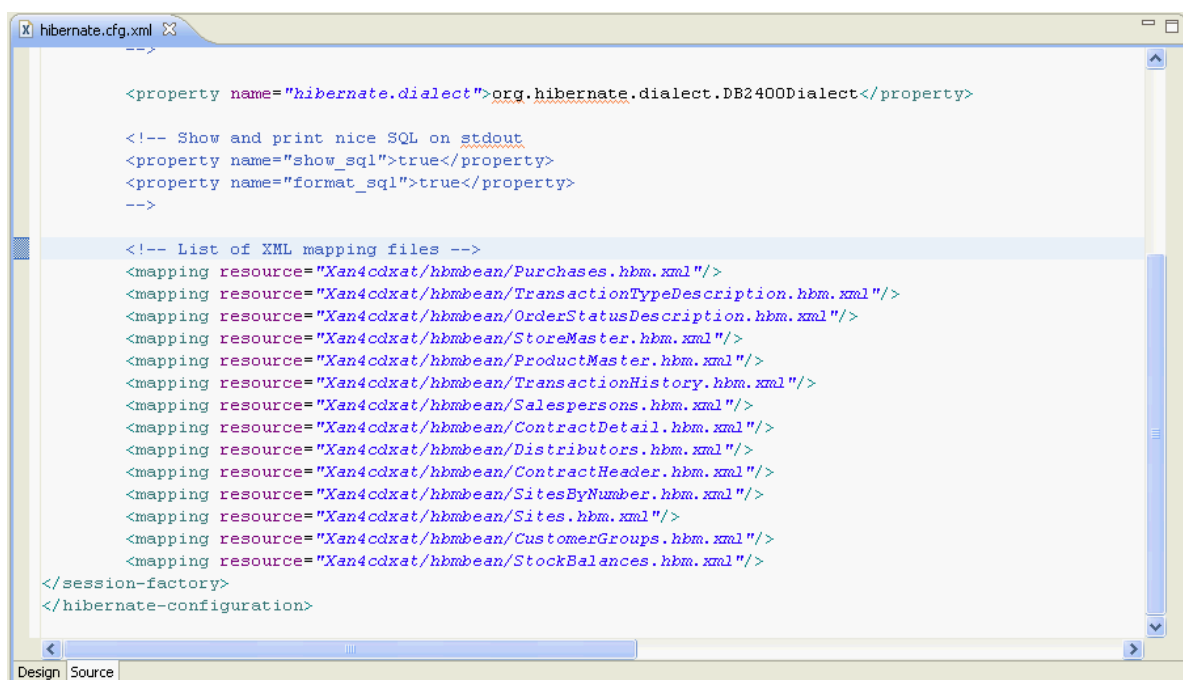 hibernate.cfg.xml
-->
<property name="hibernate.dialect">org.hibernate.dialect.DB2400Dialect</property>
<!-- Show and print nice SQL on stdout
<property name="show_sql">true</property>
<property name="format_sql">true</property>
-->
<!-- List of XML mapping files -->
<mapping resource="Xan4cdxat/hbmbean/Purchases.hbm.xml"/>
<mapping resource="Xan4cdxat/hbmbean/TransactionTypeDescription.hbm.xml"/>
<mapping resource="Xan4cdxat/hbmbean/OrderStatusDescription.hbm.xml"/>
<mapping resource="Xan4cdxat/hbmbean/StoreMaster.hbm.xml"/>
<mapping resource="Xan4cdxat/hbmbean/ProductMaster.hbm.xml"/>
<mapping resource="Xan4cdxat/hbmbean/TransactionHistory.hbm.xml"/>
<mapping resource="Xan4cdxat/hbmbean/Salespersons.hbm.xml"/>
<mapping resource="Xan4cdxat/hbmbean/ContractDetail.hbm.xml"/>
<mapping resource="Xan4cdxat/hbmbean/Distributors.hbm.xml"/>
<mapping resource="Xan4cdxat/hbmbean/ContractHeader.hbm.xml"/>
<mapping resource="Xan4cdxat/hbmbean/SitesByNumber.hbm.xml"/>
<mapping resource="Xan4cdxat/hbmbean/Sites.hbm.xml"/>
<mapping resource="Xan4cdxat/hbmbean/CustomerGroups.hbm.xml"/>
<mapping resource="Xan4cdxat/hbmbean/StockBalances.hbm.xml"/>
</session-factory>
</hibernate-configuration>
Design Source